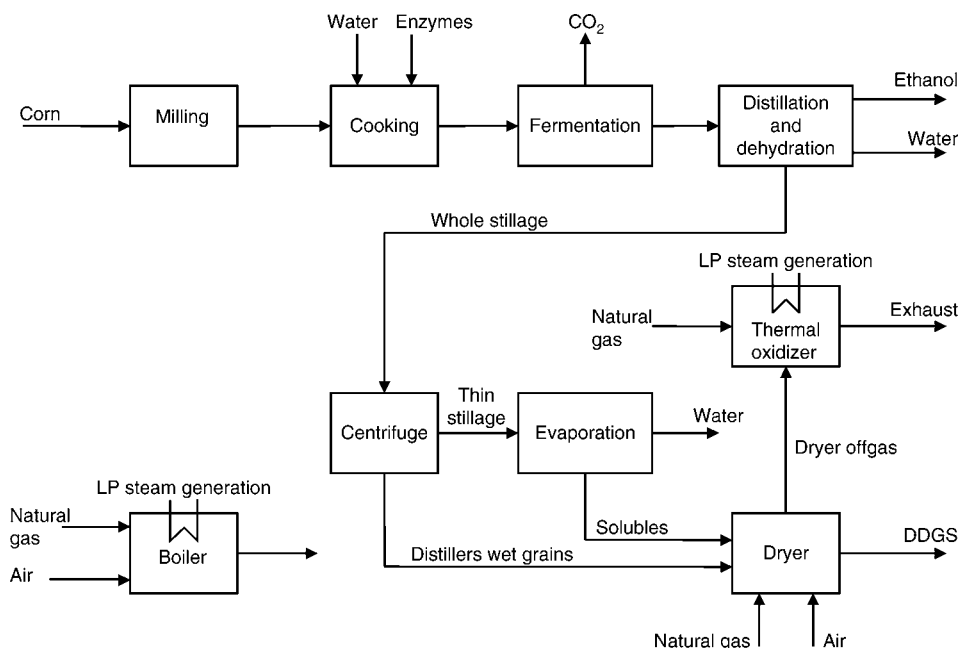 Water
Enzymes
CO2
Corn
Milling
Cooking
Fermentation
Distillation
and
dehydration
Ethanol
Water
Whole stillage
LP steam generation
Natural
gas
Thermal
oxidizer
Exhaust
Centrifuge
Thin
stillage
Evaporation
Water
Dryer offgas
LP steam generation
Natural
gas
Air
Boiler
Solubles
Distillers wet grains
Dryer
DDGS
Natural gas
Air